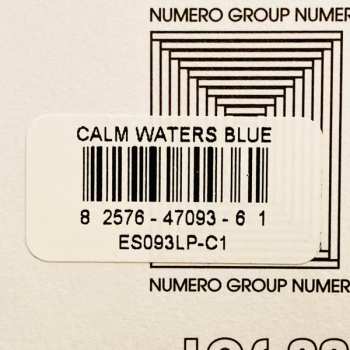 NUMERO GROUP NUMER
CALM WATERS BLUE
8 2576-47093-6 1
ES093LP-C1
NUMERO GROUP NUMER